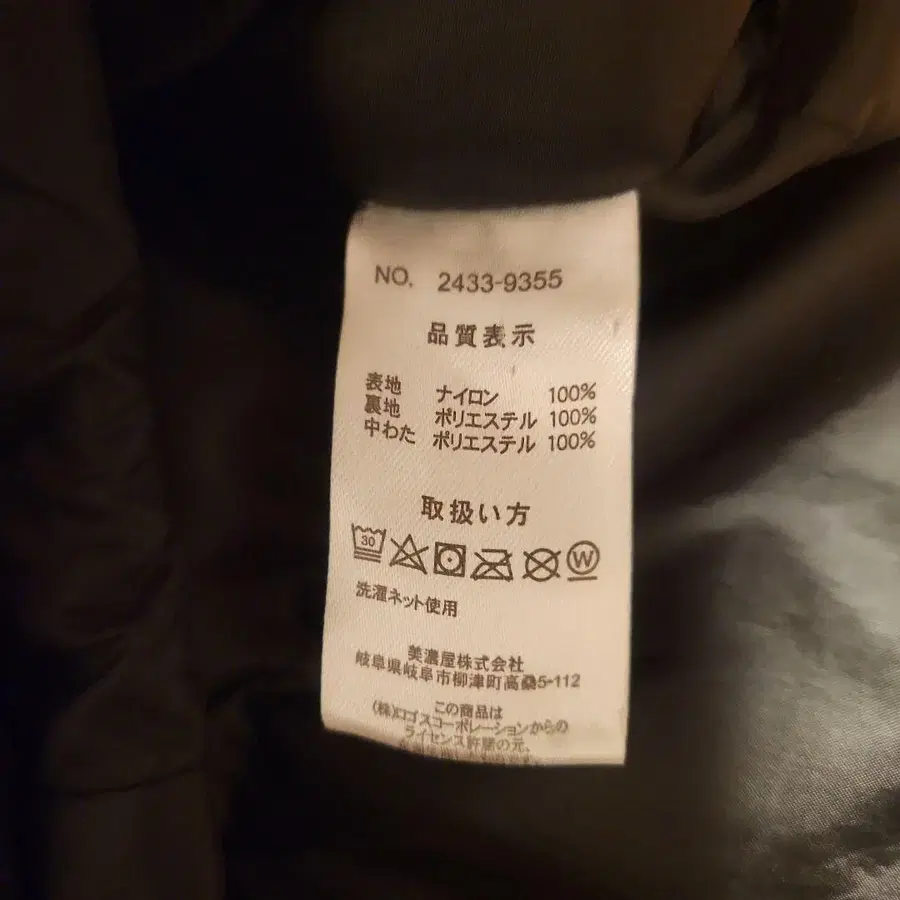 NO. 2433-9355
品質表示
表地 ナイロン 100%
裏地 ポリエステル 100%
中わた ポリエステル 100%
取扱い方
30 W
洗濯ネット使用
美濃屋株式会社
岐阜県岐阜市柳津町高桑5-112
この商品は
(株)ロゴスコーポレーションからの
ライセンス許諾の元、